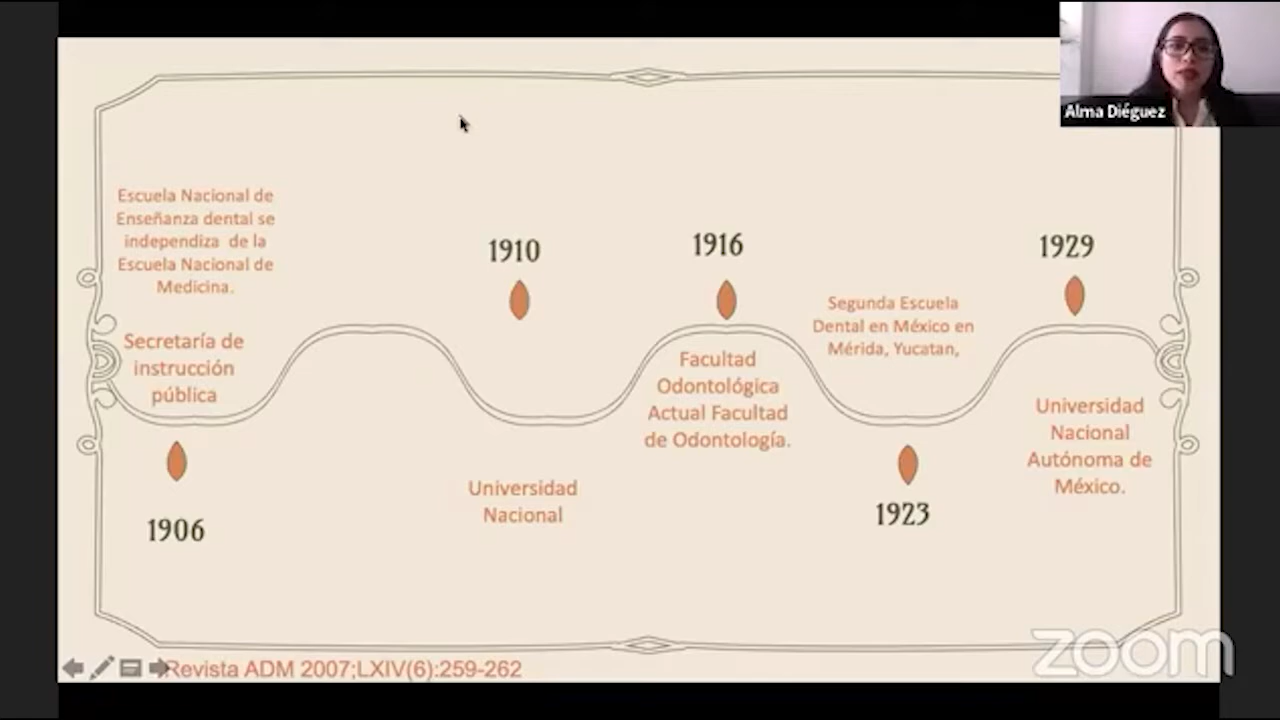 Alma Diéguez
Escuela Nacional de
Enseñanza dental se
independiza de la
Escuela Nacional de
Medicina.
Secretaría de
instrucción
pública
1906
1910
Universidad
Nacional
1916
Facultad
Odontológica
Actual Facultad
de Odontología.
Segunda Escuela
Dental en México en
Mérida, Yucatan,
1923
1929
Universidad
Nacional
Autónoma de
México.
Revista ADM 2007;LXIV(6):259-262
zoom